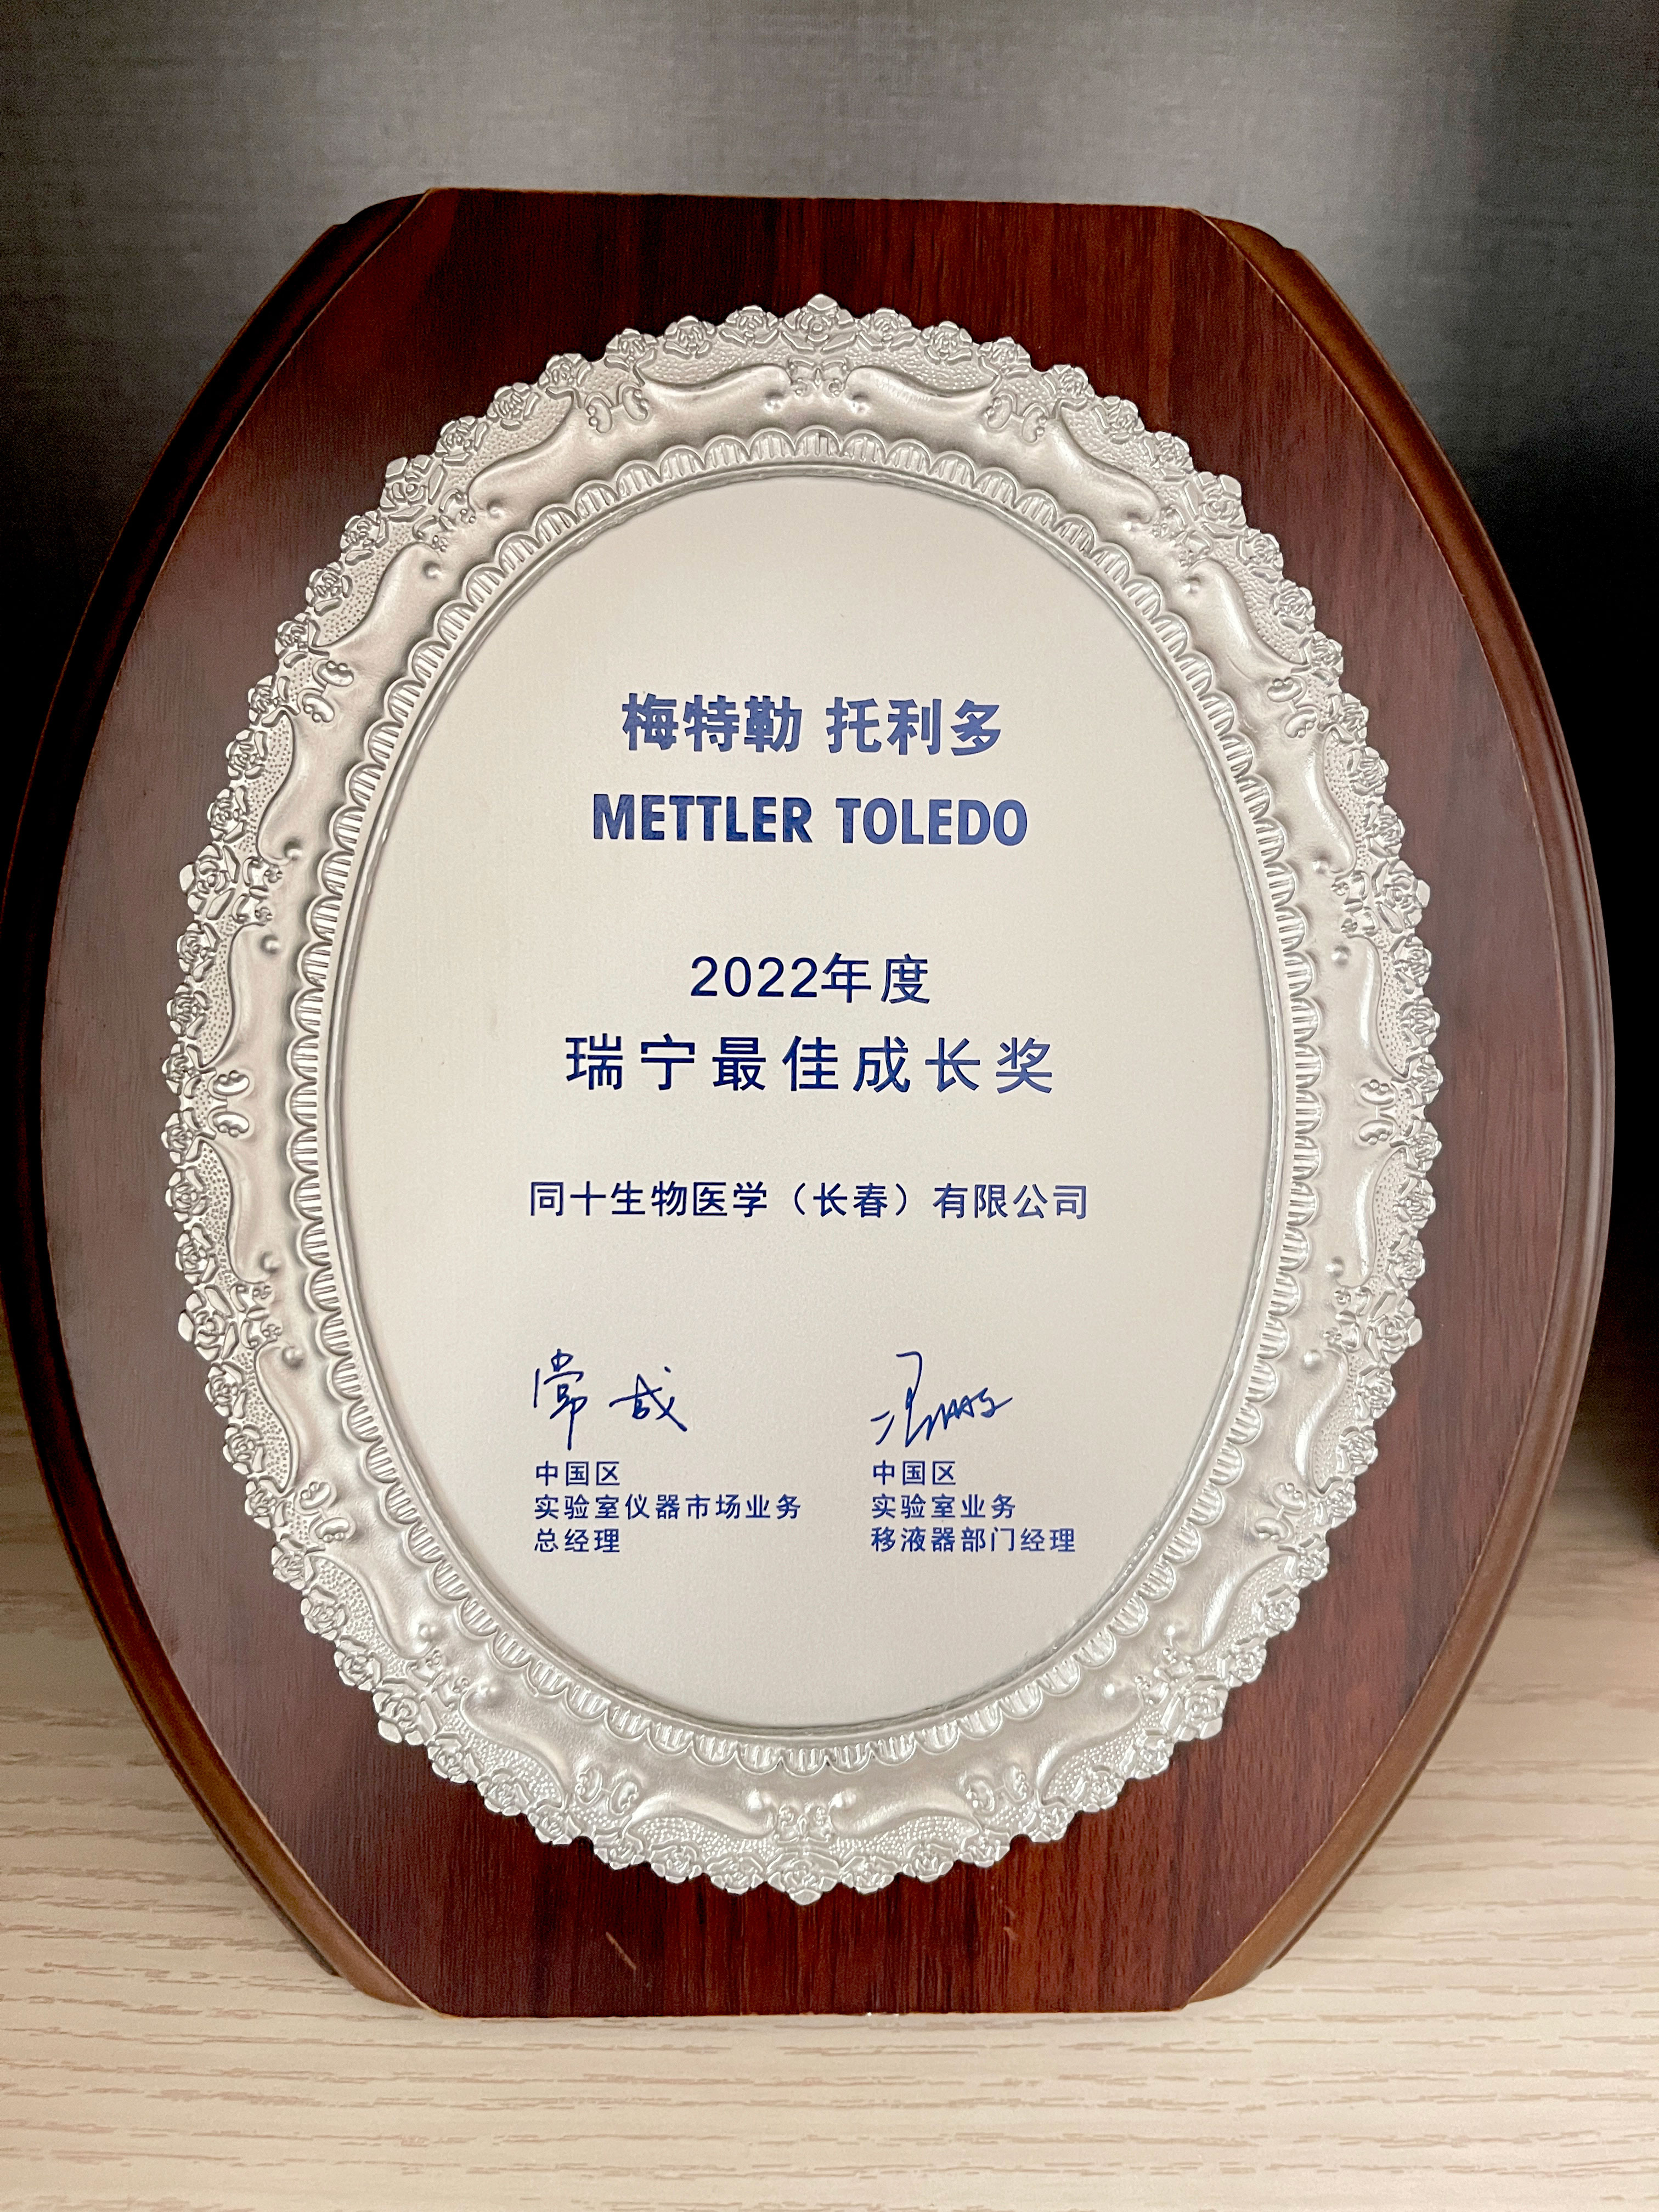 梅特勒 托利多
METTLER TOLEDO
2022年度
瑞宁最佳成长奖
同十生物医学（长春）有限公司
中国区
实验室仪器市场业务
总经理
中国区
实验室业务
移液器部门经理